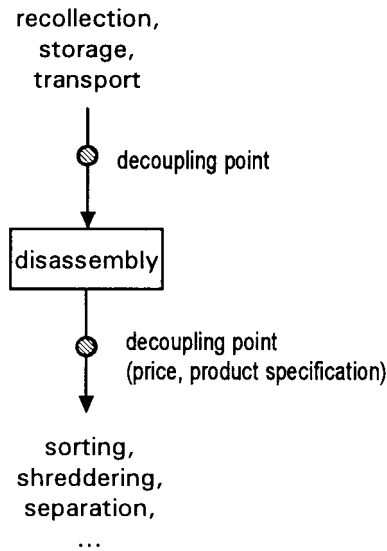 recollection,
storage,
transport
decoupling point
disassembly
decoupling point
(price, product specification)
sorting,
shreddering,
separation,
...